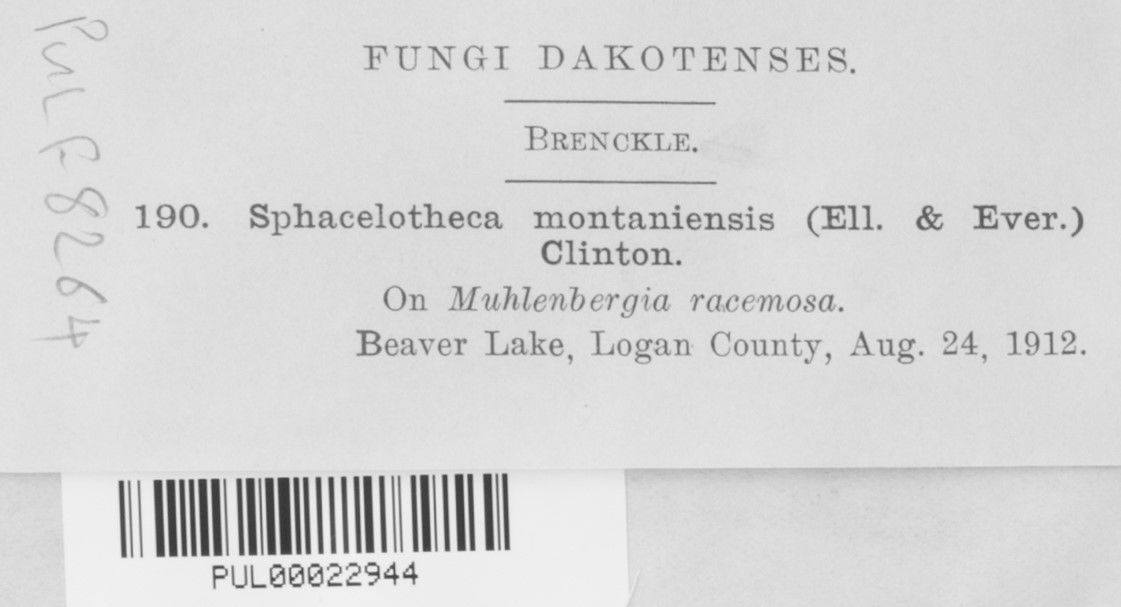 PUL F8264
FUNGI DAKOTENSES.
BRENCKLE.
190. Sphacelotheca montaniensis (Ell. & Ever.)
Clinton.
On Muhlenbergia racemosa.
Beaver Lake, Logan County, Aug. 24, 1912.
PUL00022944